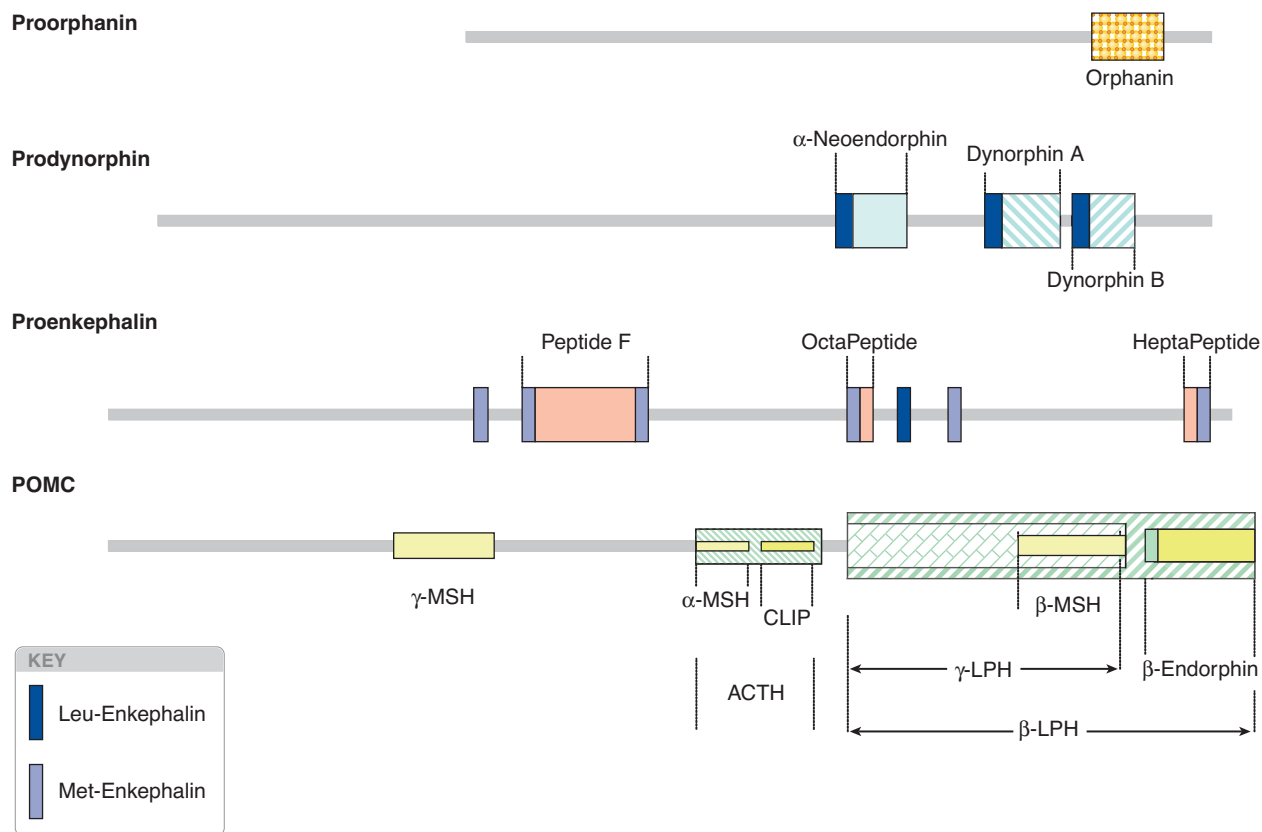 Proorphanin
Orphanin
Prodynorphin
α-Neoendorphin
Dynorphin A
Dynorphin B
Proenkephalin
Peptide F
OctaPeptide
HeptaPeptide
POMC
γ-MSH
α-MSH
CLIP
β-MSH
ACTH
γ-LPH
β-Endorphin
β-LPH
KEY
Leu-Enkephalin
Met-Enkephalin